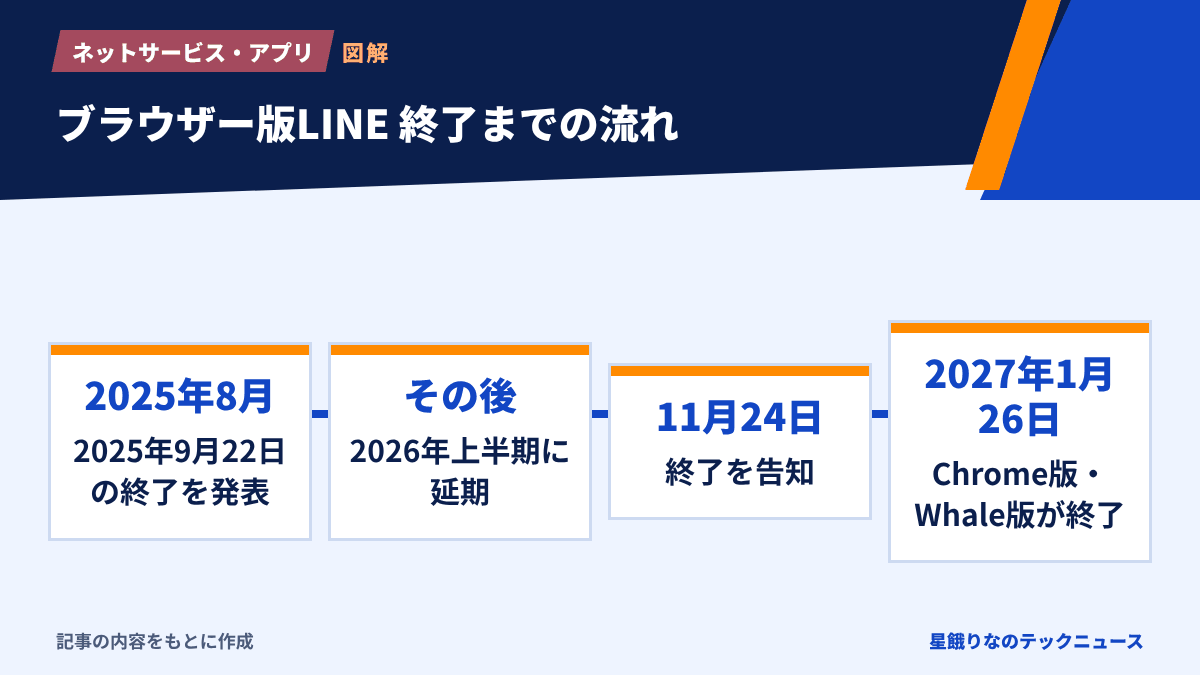 ネットサービス・アプリ 図解
ブラウザー版LINE 終了までの流れ
2025年8月
2025年9月22日
の終了を発表
その後
2026年上半期に
延期
11月24日
終了を告知
2027年1月
26日
Chrome版・
Whale版が終了
記事の内容をもとに作成
星餓りなのテックニュース